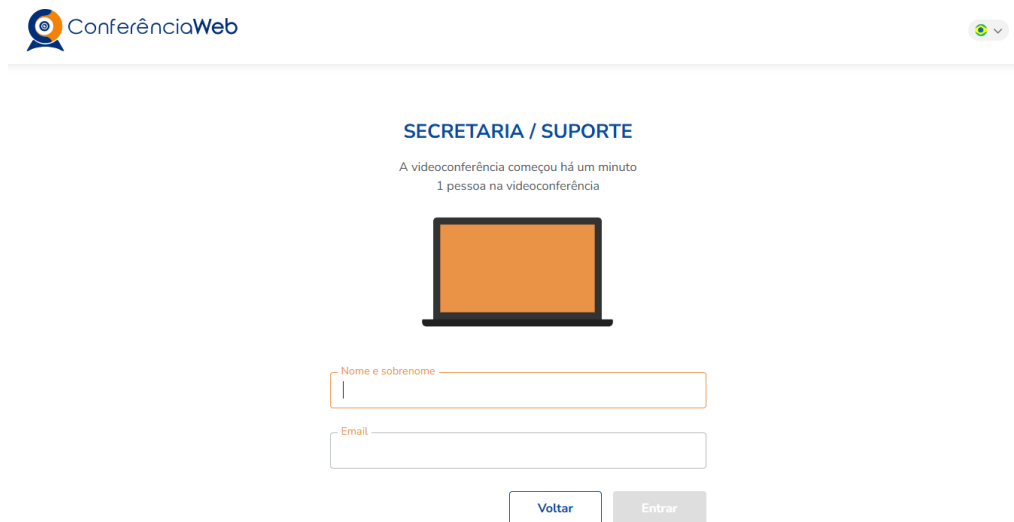 ConferênciaWeb
SECRETARIA / SUPORTE
A videoconferência começou há um minuto
1 pessoa na videoconferência
Nome e sobrenome
Email
Voltar
Entrar